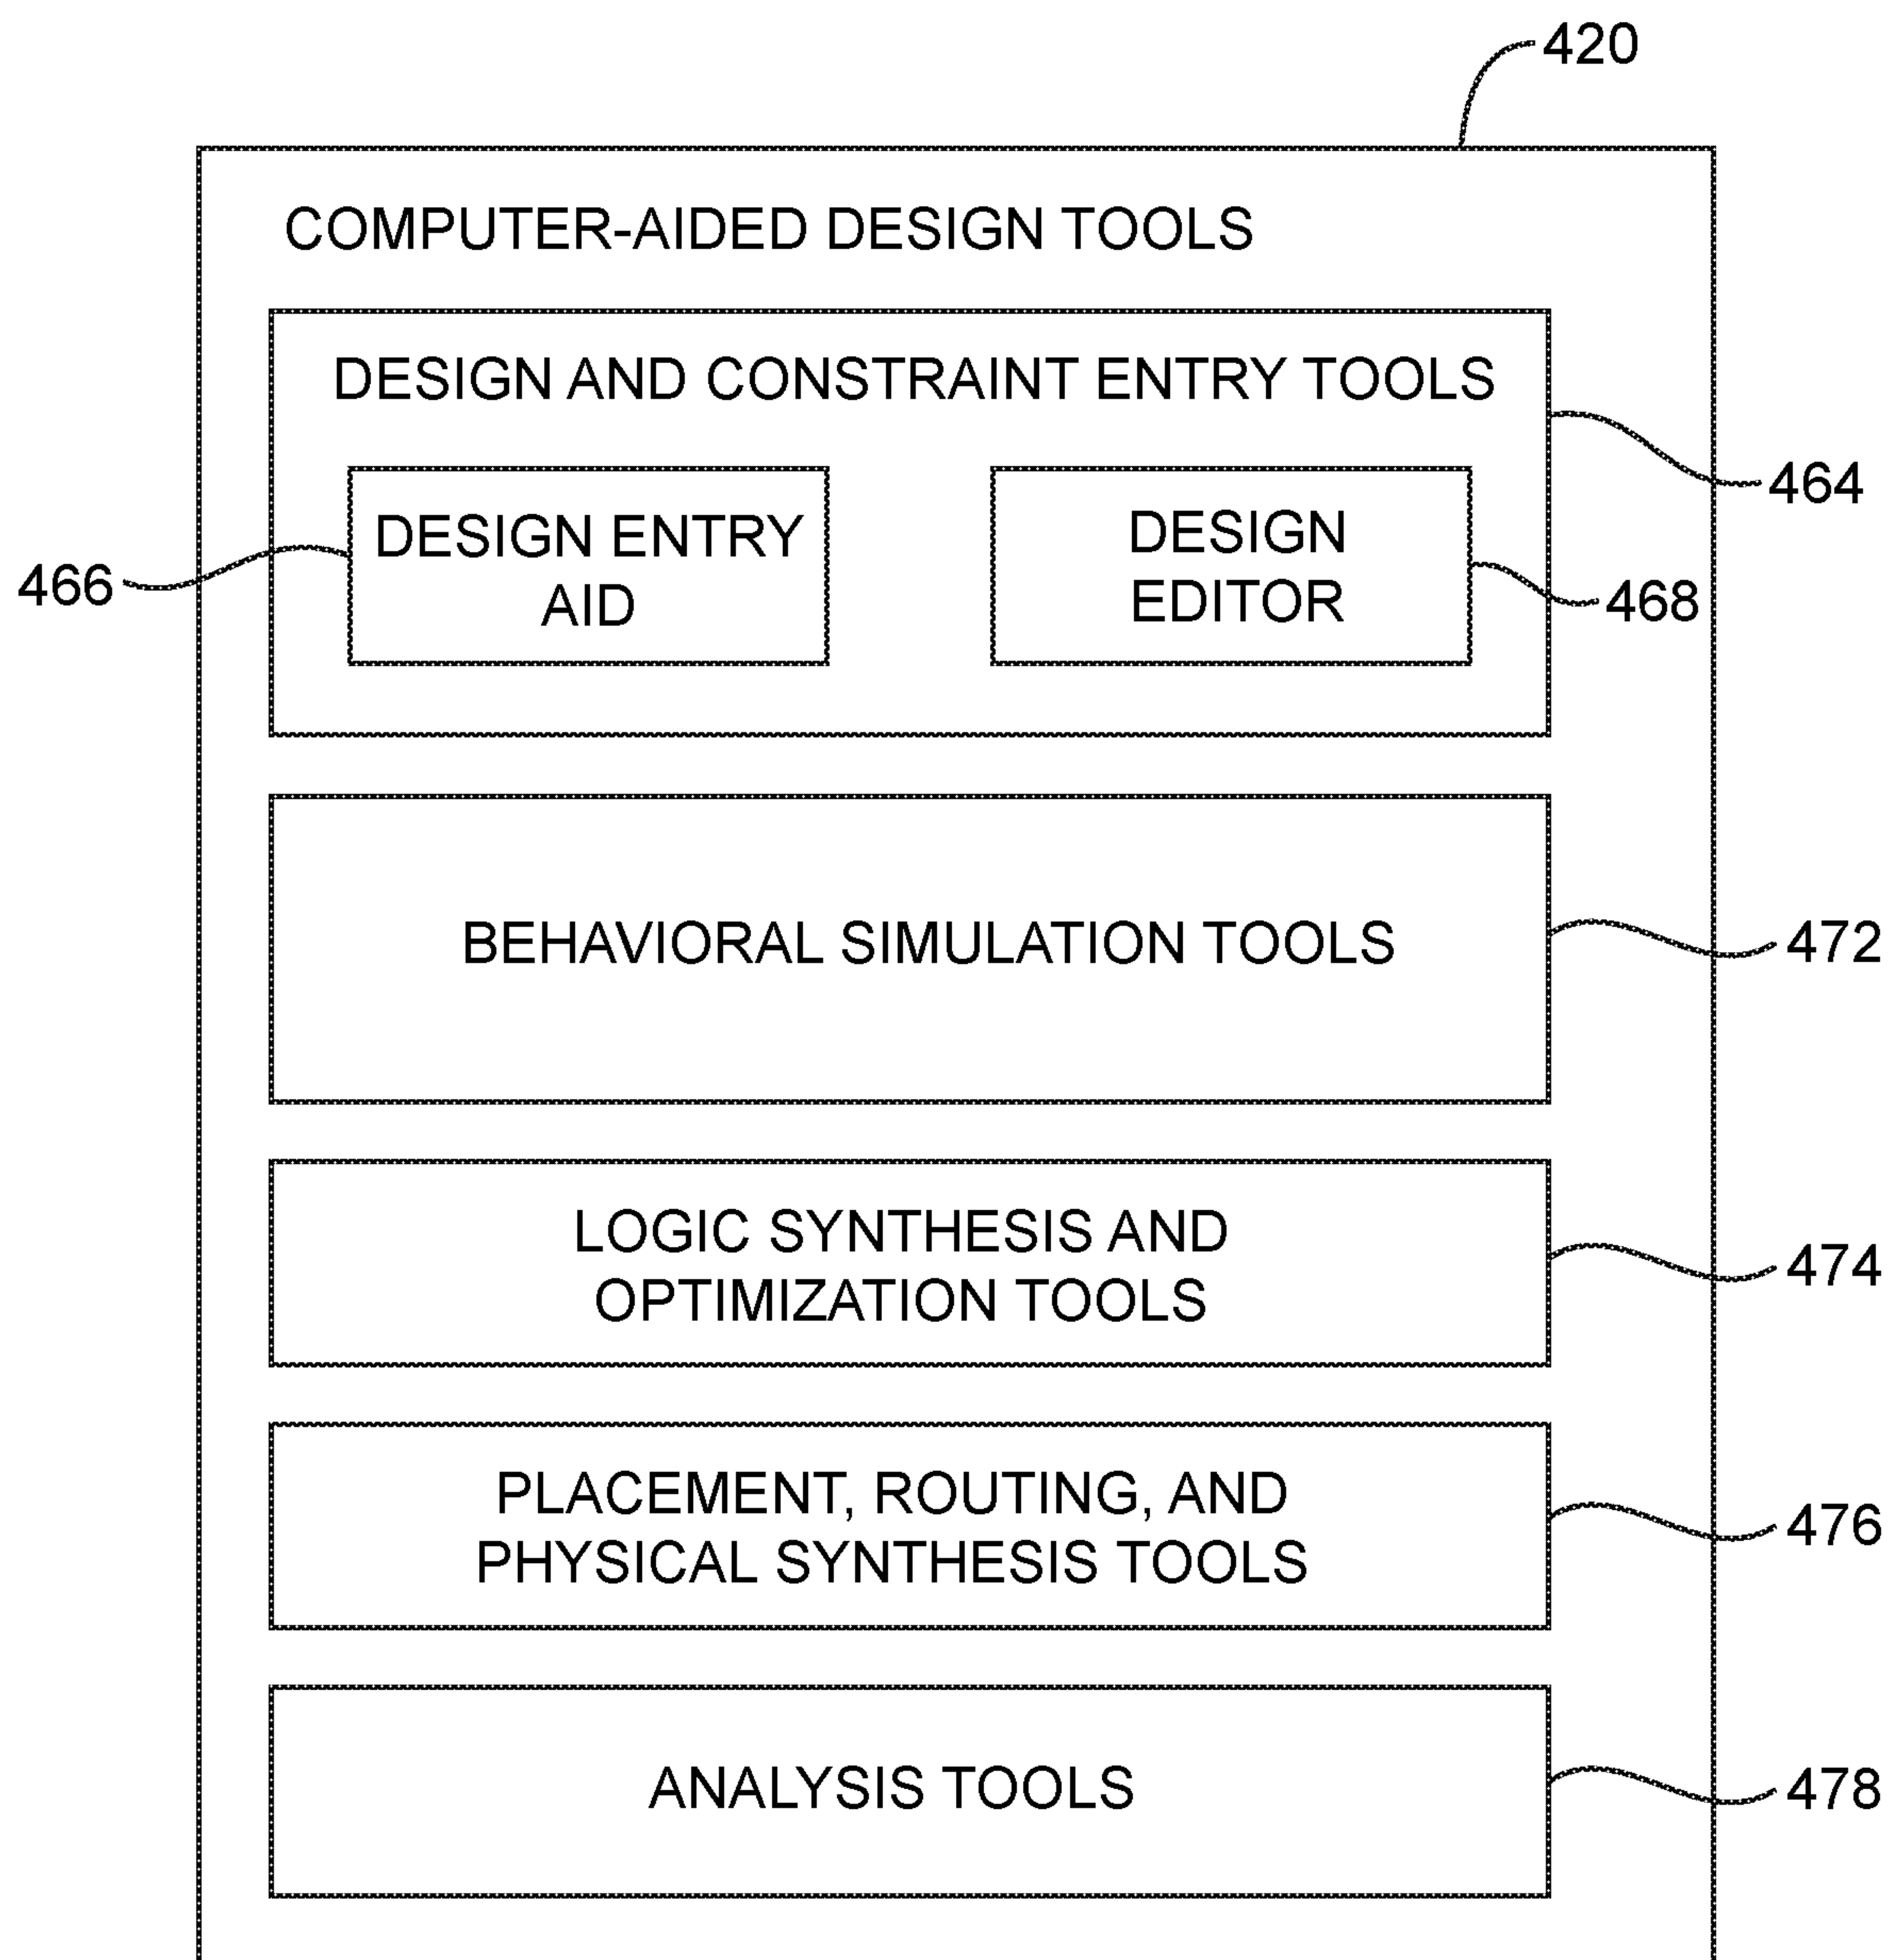 420
COMPUTER-AIDED DESIGN TOOLS
DESIGN AND CONSTRAINT ENTRY TOOLS
464
DESIGN ENTRY
AID
466
DESIGN
EDITOR
468
BEHAVIORAL SIMULATION TOOLS
472
LOGIC SYNTHESIS AND
OPTIMIZATION TOOLS
474
PLACEMENT, ROUTING, AND
PHYSICAL SYNTHESIS TOOLS
476
ANALYSIS TOOLS
478